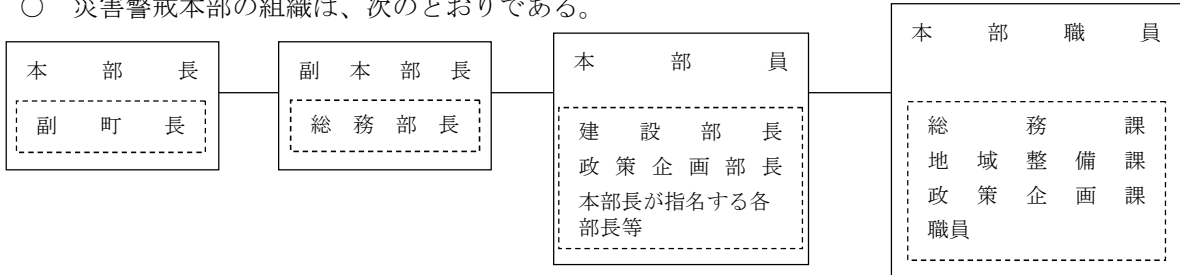 ○ 災害警戒本部の組織は、次のとおりである。
本部長
副町長
副本部長
総務部長
本部員
建設部長
政策企画部長
本部長が指名する各
部長等
本部職員
総務課
地域整備課
政策企画課
職員